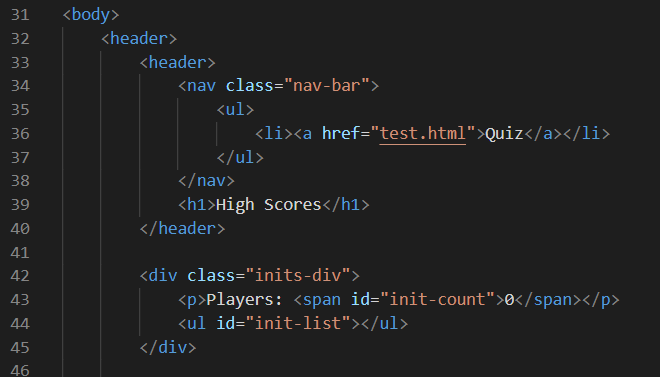 31 <body>
32 <header>
33 <header>
34 <nav class="nav-bar">
35 <ul>
36 <li><a href="test.html">Quiz</a></li>
37 </ul>
38 </nav>
39 <h1>High Scores</h1>
40 </header>
41
42 <div class="inits-div">
43 <p>Players: <span id="init-count">0</span></p>
44 <ul id="init-list"></ul>
45 </div>
46